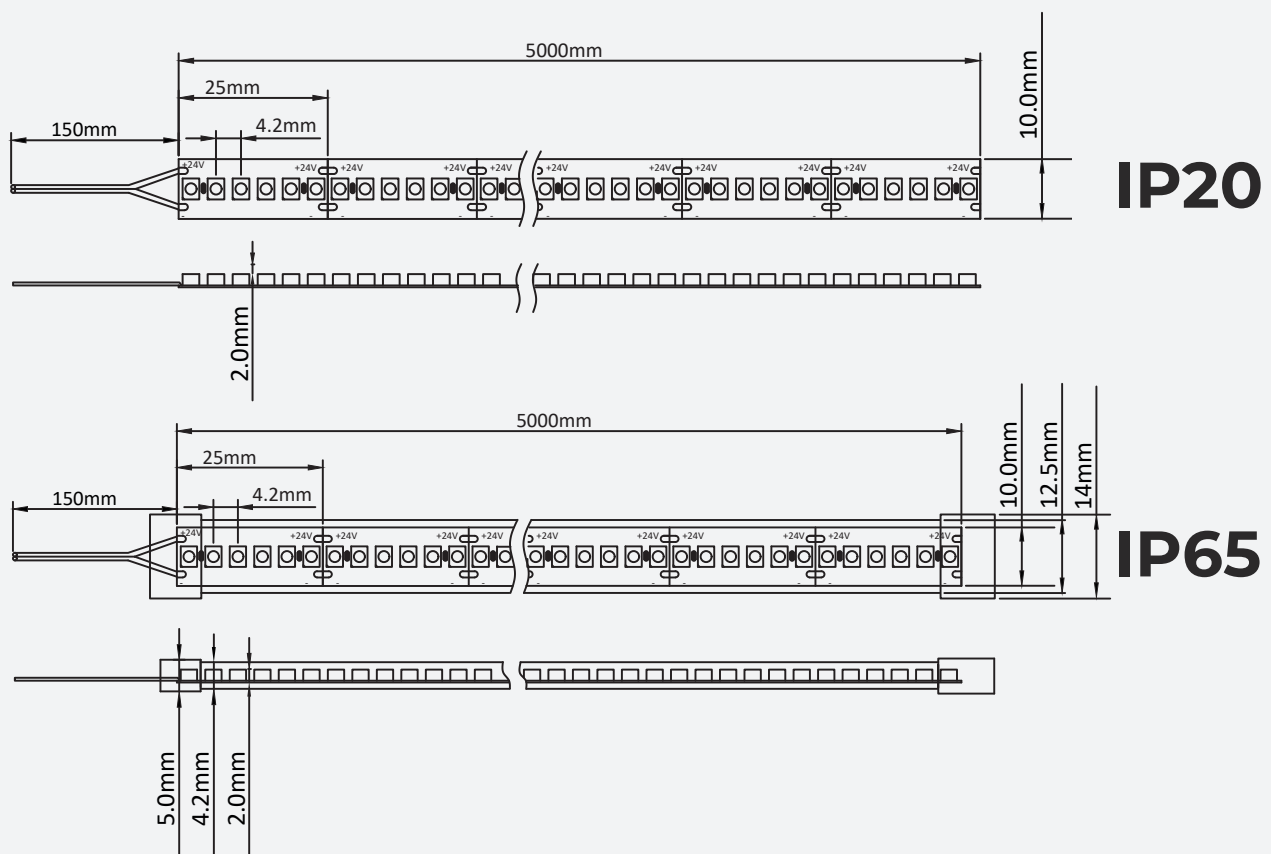 5000mm
25mm
10.0mm
150mm
4.2mm
+24V +24V +24V +24V +24V +24V +24V +24V +24V +24V
IP20
- - - - - - - - - -
2.0mm
5000mm
25mm
10.0mm
12.5mm
14mm
150mm
4.2mm
+24V +24V +24V +24V +24V +24V +24V +24V +24V +24V
IP65
- - - - - - - - - -
5.0mm
4.2mm
2.0mm